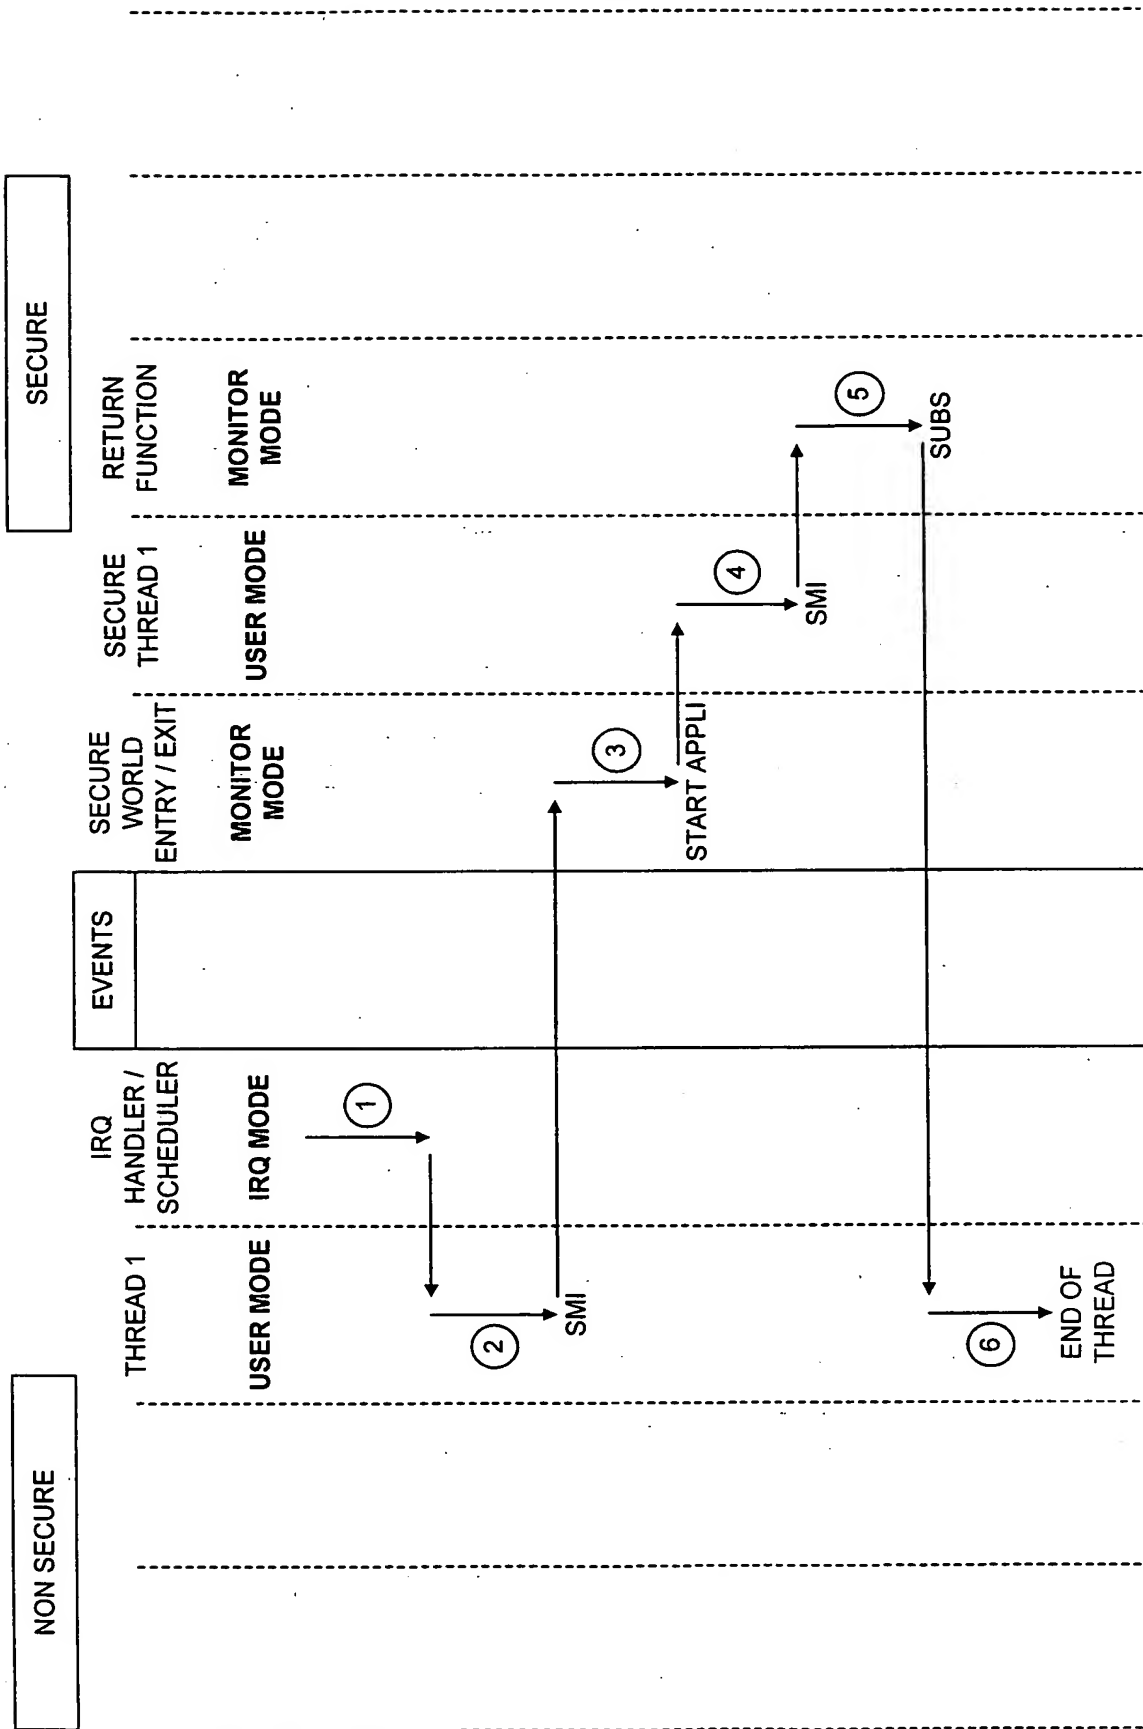 NON SECURE
SECURE
EVENTS
THREAD 1
USER MODE
IRQ
HANDLER /
SCHEDULER
IRQ MODE
SECURE
WORLD
ENTRY / EXIT
MONITOR
MODE
SECURE
THREAD 1
USER MODE
RETURN
FUNCTION
MONITOR
MODE
1
2
SMI
3
START APPLI
4
SMI
5
SUBS
6
END OF
THREAD